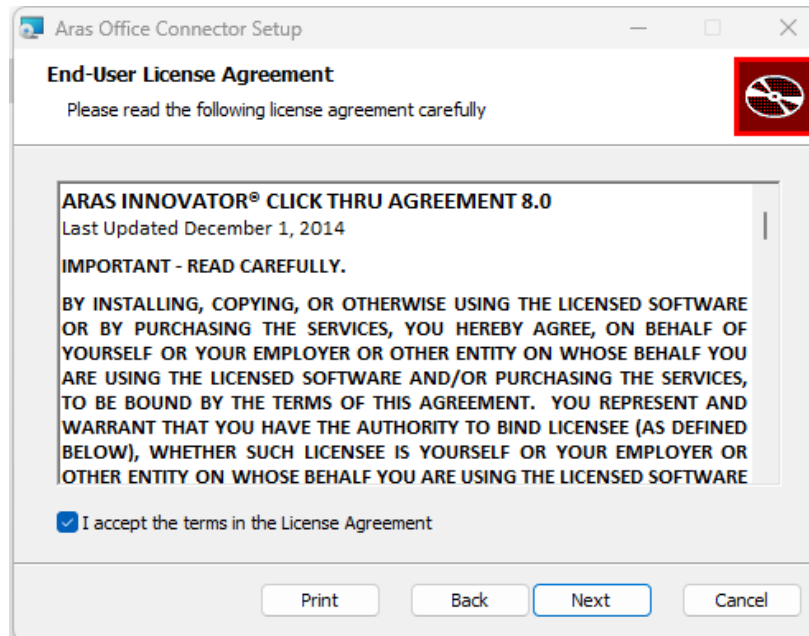 Aras Office Connector Setup
End-User License Agreement
Please read the following license agreement carefully
ARAS INNOVATOR® CLICK THRU AGREEMENT 8.0
Last Updated December 1, 2014
IMPORTANT - READ CAREFULLY.
BY INSTALLING, COPYING, OR OTHERWISE USING THE LICENSED SOFTWARE
OR BY PURCHASING THE SERVICES, YOU HEREBY AGREE, ON BEHALF OF
YOURSELF OR YOUR EMPLOYER OR OTHER ENTITY ON WHOSE BEHALF YOU
ARE USING THE LICENSED SOFTWARE AND/OR PURCHASING THE SERVICES,
TO BE BOUND BY THE TERMS OF THIS AGREEMENT. YOU REPRESENT AND
WARRANT THAT YOU HAVE THE AUTHORITY TO BIND LICENSEE (AS DEFINED
BELOW), WHETHER SUCH LICENSEE IS YOURSELF OR YOUR EMPLOYER OR
OTHER ENTITY ON WHOSE BEHALF YOU ARE USING THE LICENSED SOFTWARE
I accept the terms in the License Agreement
Print Back Next Cancel